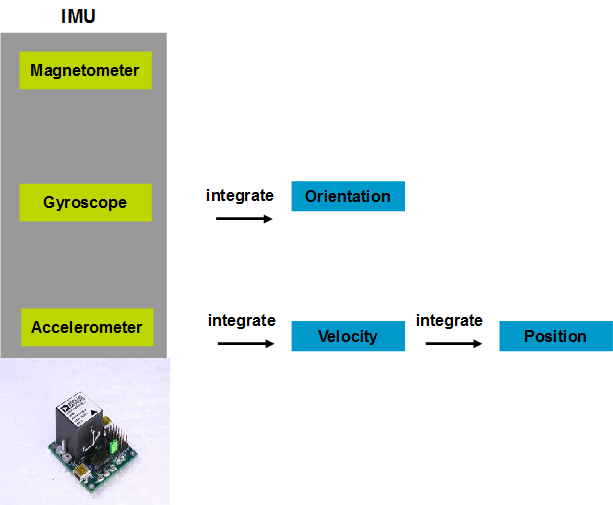 IMU
Magnetometer
Gyroscope
integrate
Orientation
Accelerometer
integrate
Velocity
integrate
Position